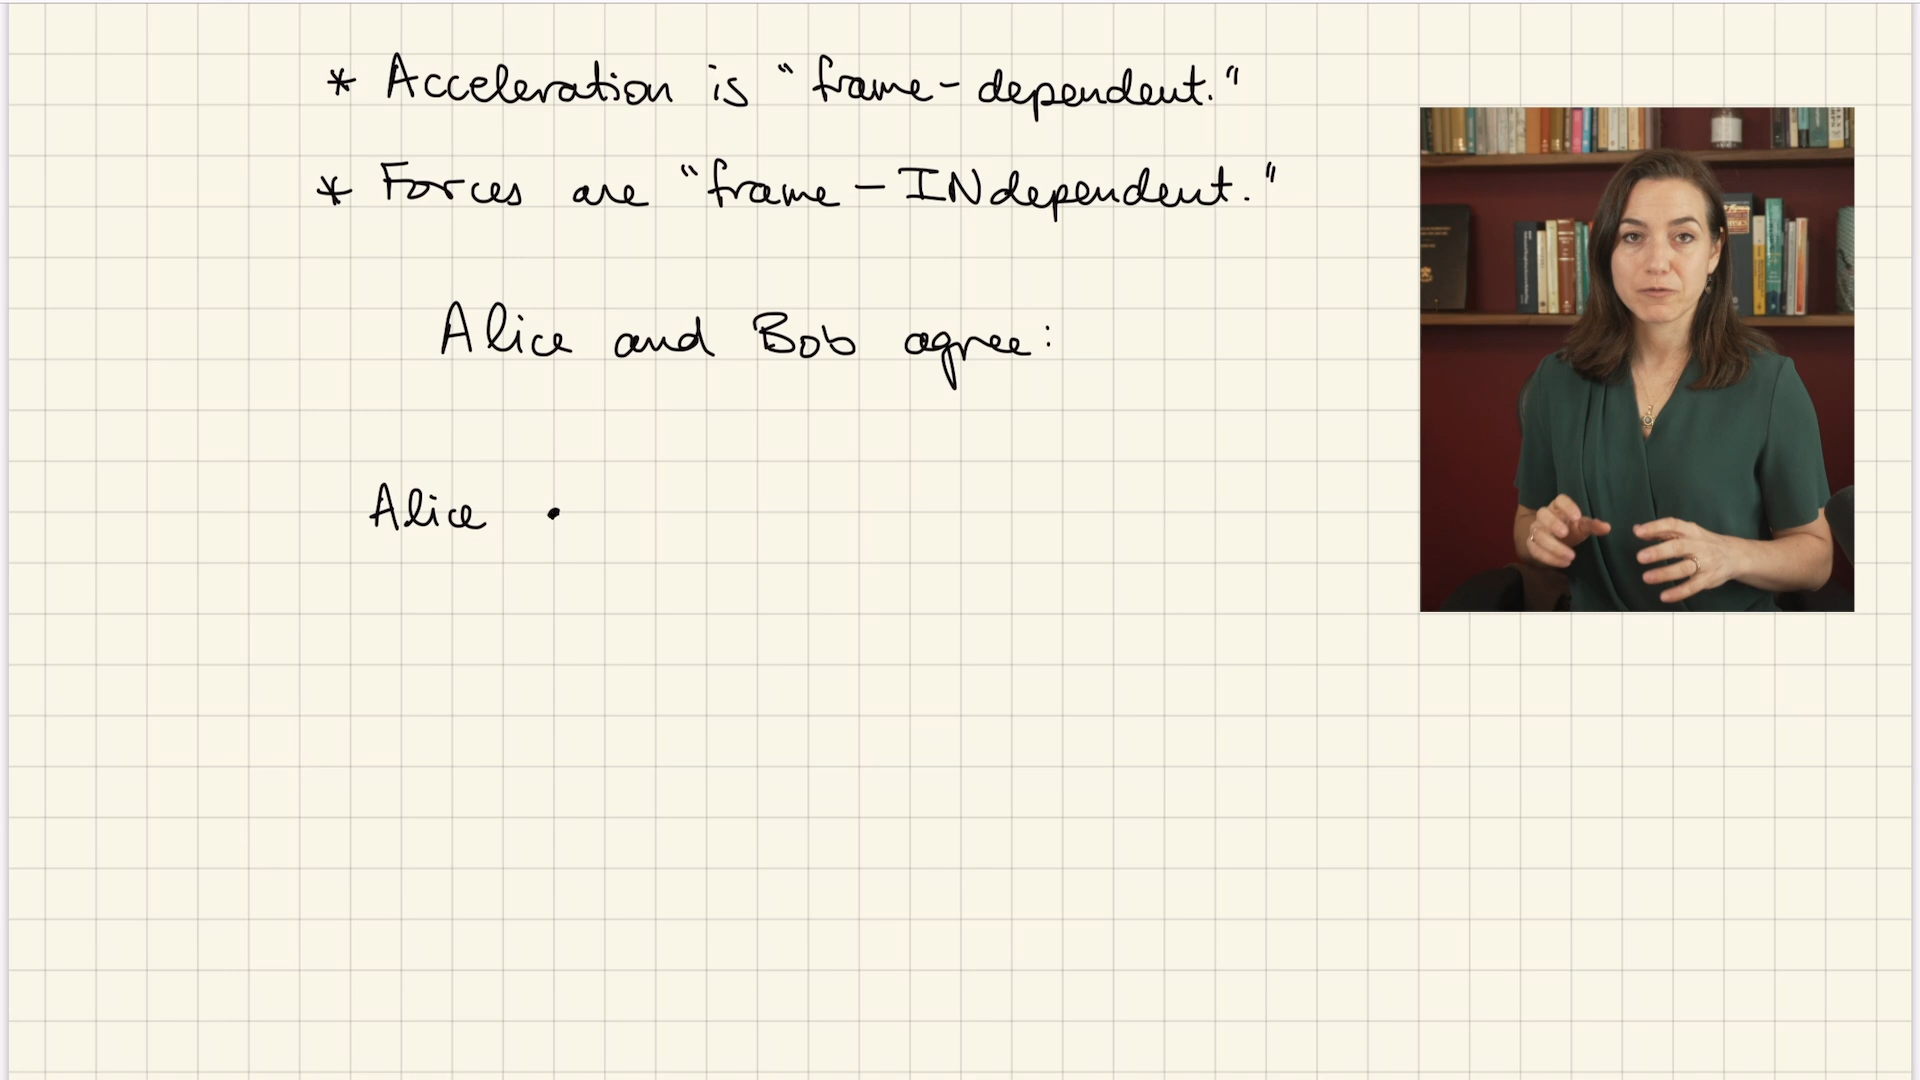 * Acceleration is "frame-dependent."
* Forces are "frame-INdependent."
Alice and Bob agree:
Alice •